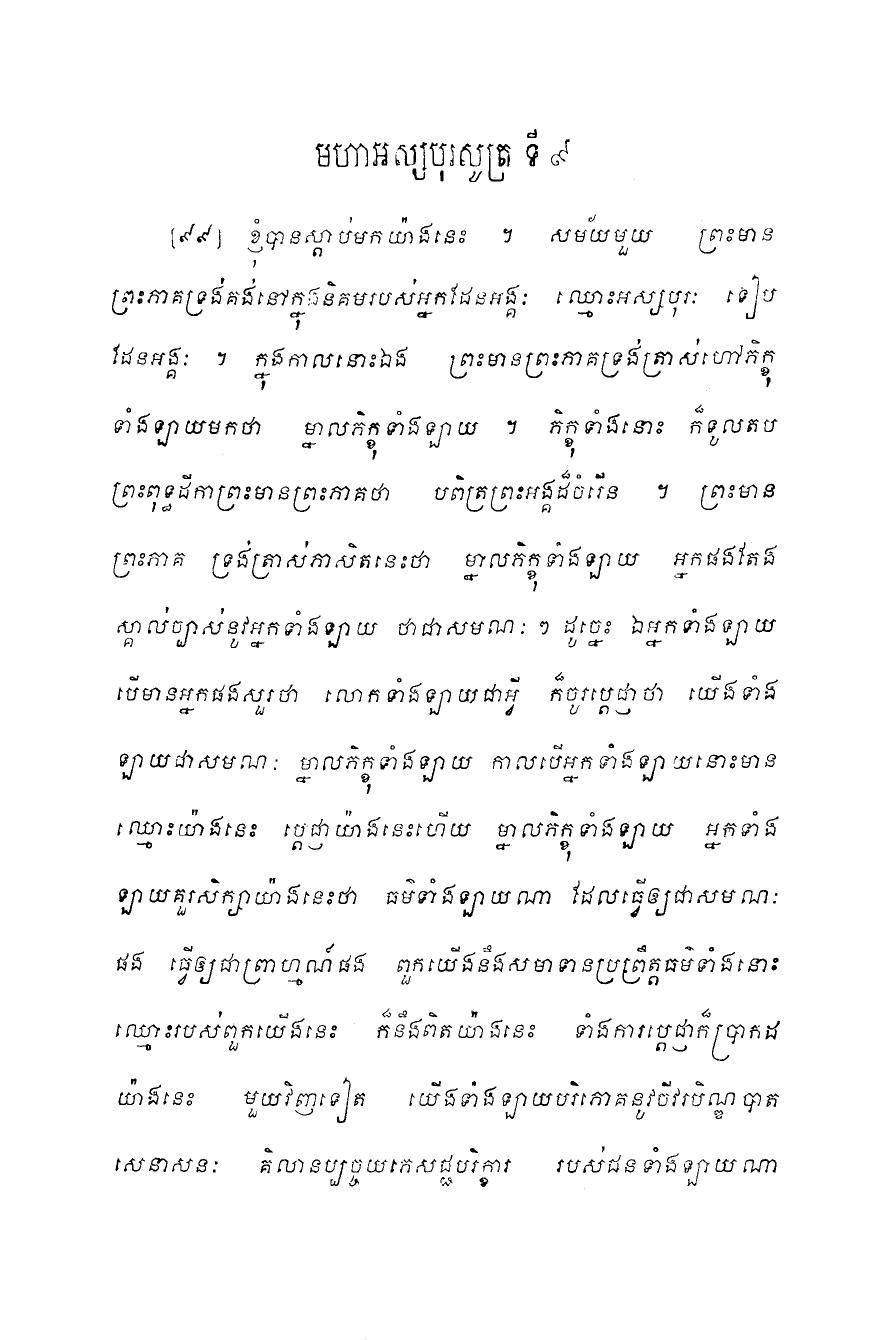 មហាអស្សបុរសូត្រ ទី ៩
[៩៩] ខ្ញុំបានស្តាប់មកយ៉ាងនេះ ។ សម័យមួយ ព្រះមាន
ព្រះភាគទ្រង់គង់នៅក្នុងនិគមរបស់អ្នកដែនអង្គៈ ឈ្មោះអស្សបុរៈ ទៀប
ដែនអង្គៈ ។ ក្នុងកាលនោះឯង ព្រះមានព្រះភាគទ្រង់ត្រាស់ហៅភិក្ខុ
ទាំងឡាយមកថា ម្នាលភិក្ខុទាំងឡាយ ។ ភិក្ខុទាំងនោះ ក៏ទូលតប
ព្រះពុទ្ធដីកាព្រះមានព្រះភាគថា បពិត្រព្រះអង្គដ៏ចំរើន ។ ព្រះមាន
ព្រះភាគ ទ្រង់ត្រាស់ភាសិតនេះថា ម្នាលភិក្ខុទាំងឡាយ អ្នកផងតែង
ស្គាល់ច្បាស់នូវអ្នកទាំងឡាយ ថាជាសមណៈ ៗ ដូច្នេះ ឯអ្នកទាំងឡាយ
បើមានអ្នកផងសួរថា លោកទាំងឡាយជាអ្វី ក៏ចូរប្តេជ្ញាថា យើងទាំង
ឡាយជាសមណៈ ម្នាលភិក្ខុទាំងឡាយ កាលបើអ្នកទាំងឡាយនោះមាន
ឈ្មោះយ៉ាងនេះ ប្តេជ្ញាយ៉ាងនេះហើយ ម្នាលភិក្ខុទាំងឡាយ អ្នកទាំង
ឡាយគួរសិក្សាយ៉ាងនេះថា ធម៌ទាំងឡាយណា ដែលធ្វើឲ្យជាសមណៈ
ផង ធ្វើឲ្យជាព្រាហ្មណ៍ផង ពួកយើងនឹងសមាទានប្រព្រឹត្តធម៌ទាំងនោះ
ឈ្មោះរបស់ពួកយើងនេះ ក៏នឹងពិតយ៉ាងនេះ ទាំងការប្តេជ្ញាក៏ប្រាកដ
យ៉ាងនេះ មួយវិញទៀត យើងទាំងឡាយបរិភោគនូវចីវរបិណ្ឌបាត
សេនាសនៈ គិលានប្បច្ចយភេសជ្ជបរិក្ខារ របស់ជនទាំងឡាយណា